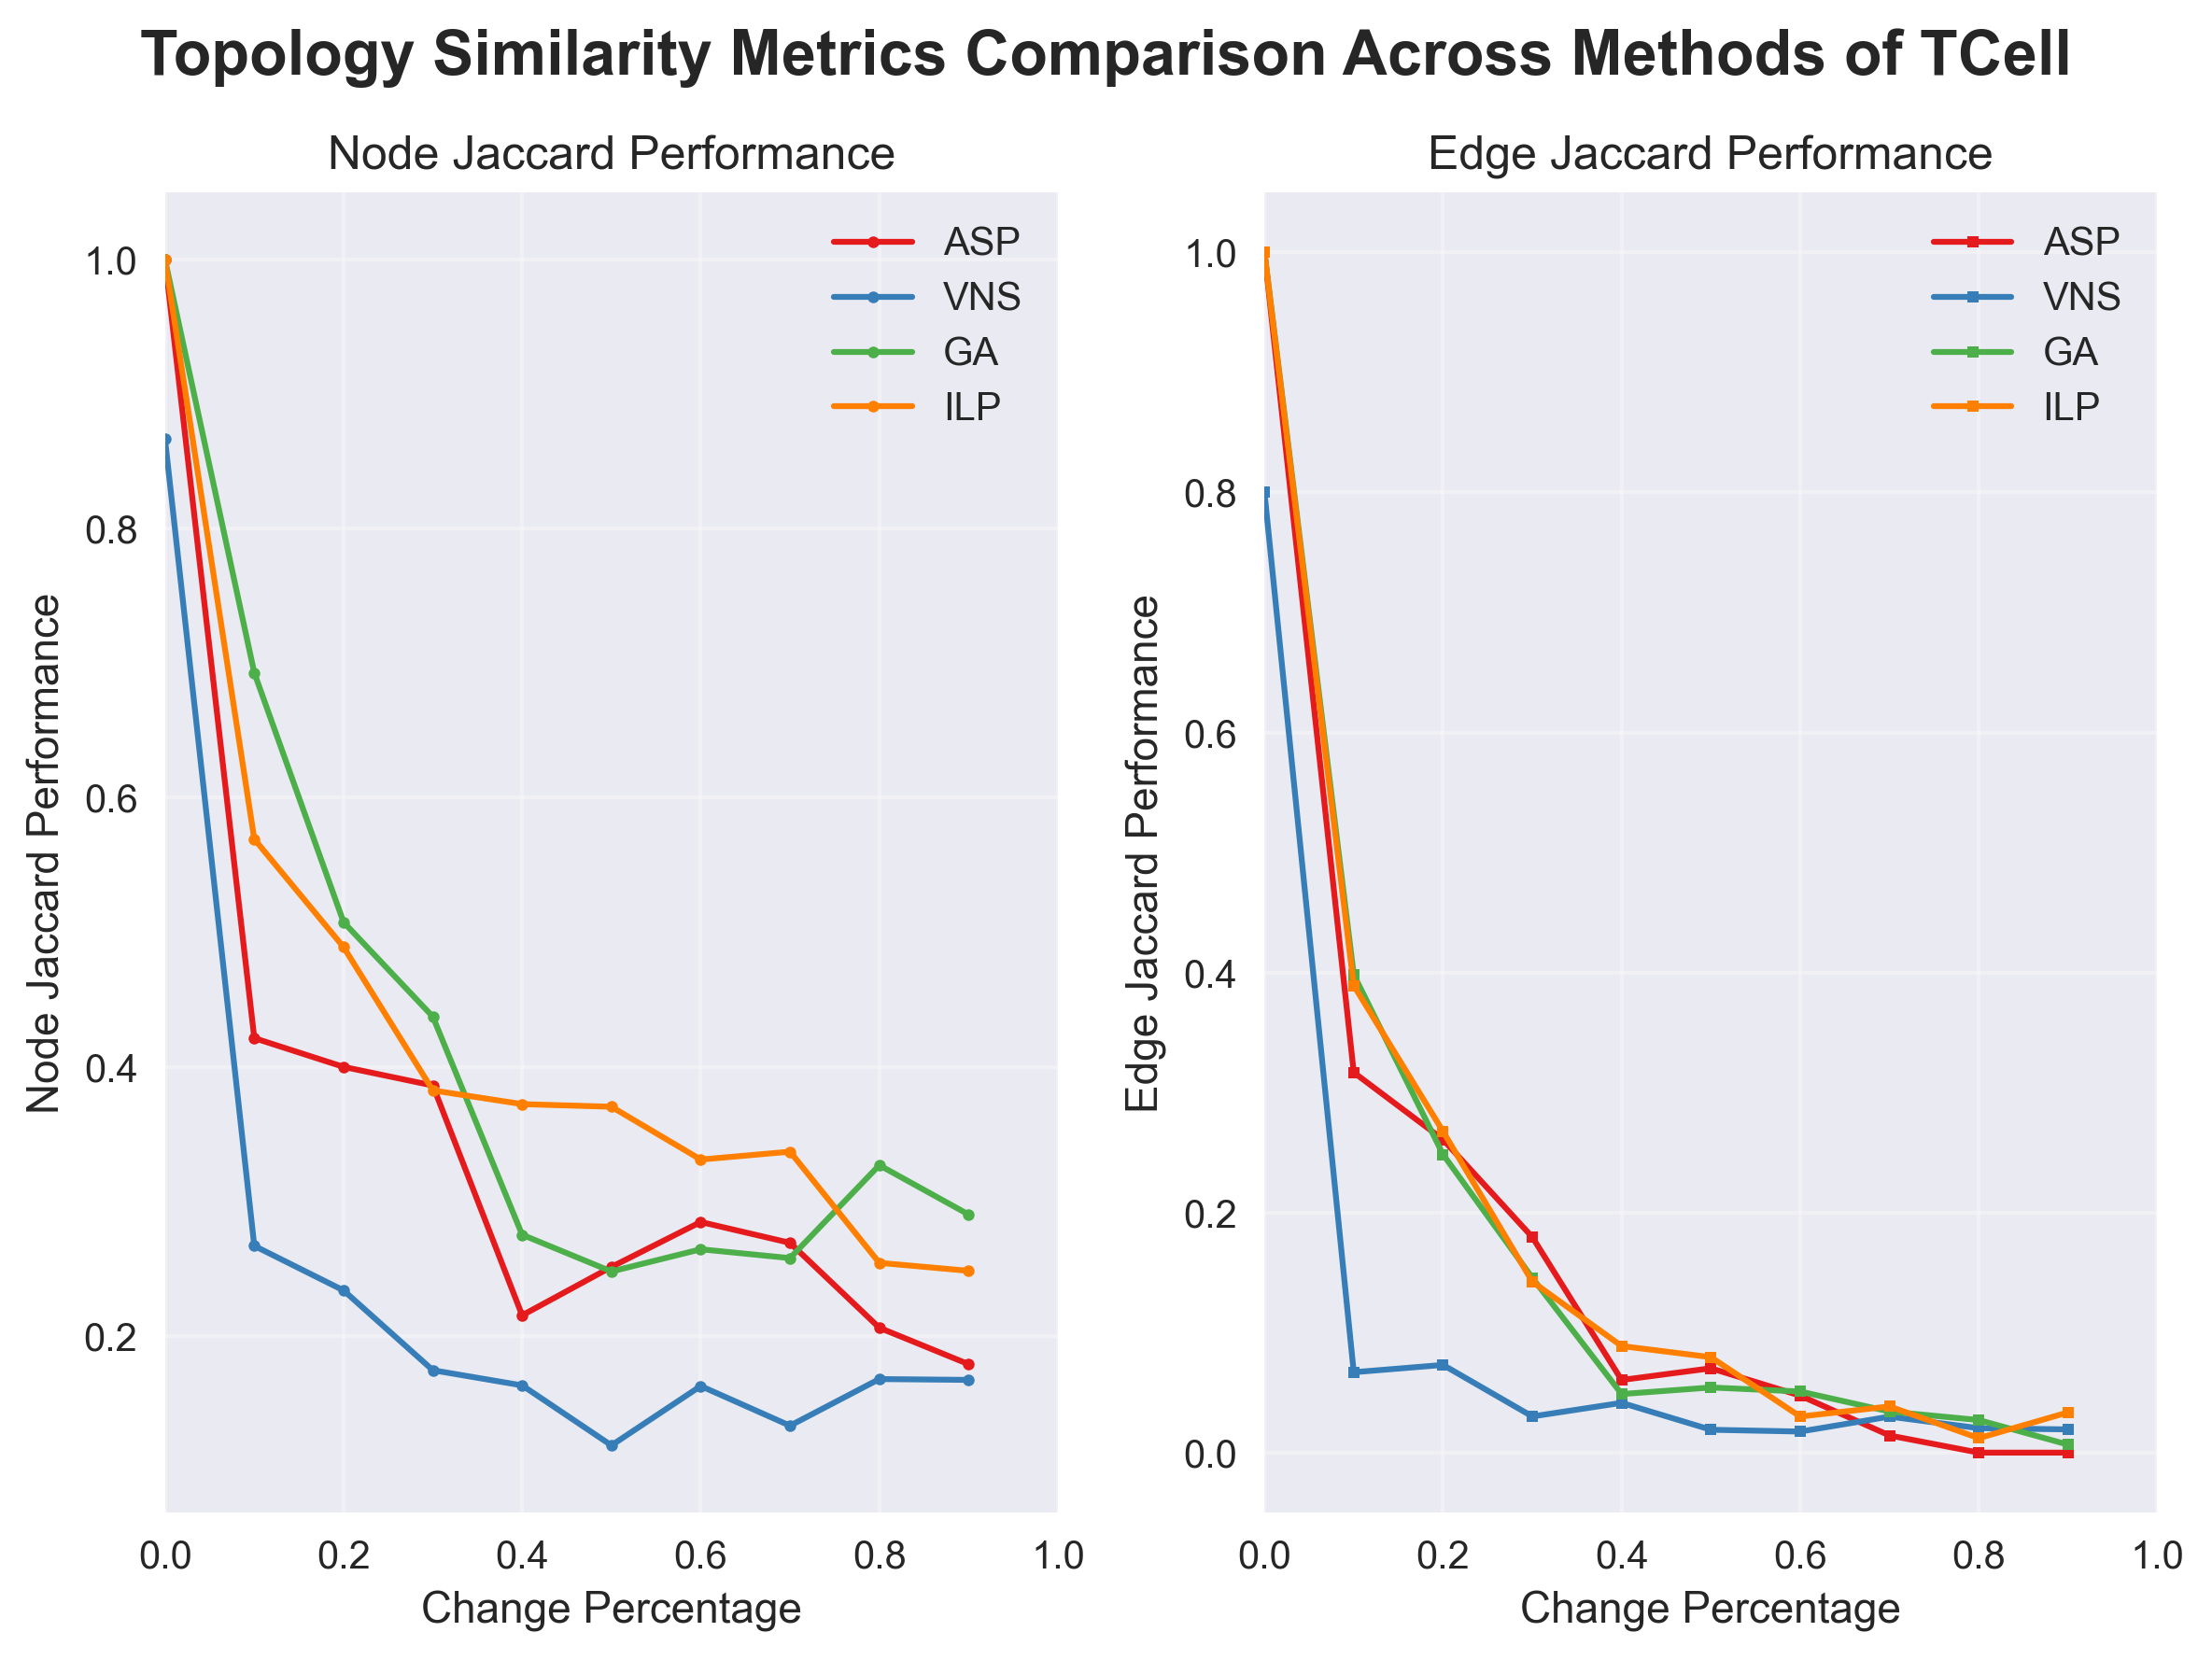 Topology Similarity Metrics Comparison Across Methods of TCell
Node Jaccard Performance
Node Jaccard Performance
1.0
0.8
0.6
0.4
0.2
ASP
VNS
GA
ILP
0.0 0.2 0.4 0.6 0.8 1.0
Change Percentage
Edge Jaccard Performance
Edge Jaccard Performance
1.0
0.8
0.6
0.4
0.2
0.0
ASP
VNS
GA
ILP
0.0 0.2 0.4 0.6 0.8 1.0
Change Percentage